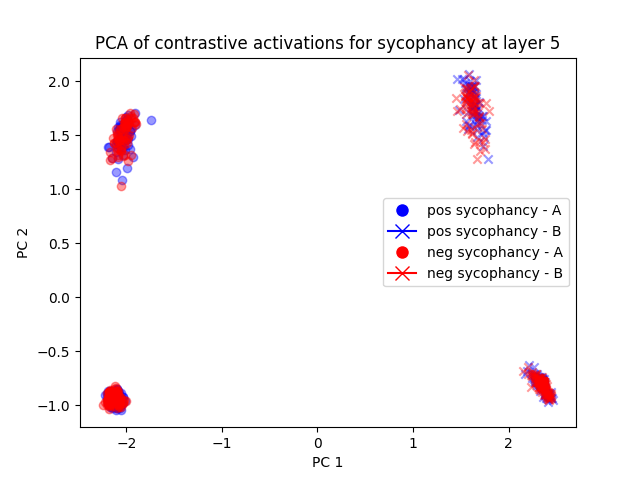 PCA of contrastive activations for sycophancy at layer 5
PC 2
2.0
1.5
1.0
0.5
0.0
−0.5
−1.0
pos sycophancy - A
pos sycophancy - B
neg sycophancy - A
neg sycophancy - B
−2
−1
0
1
2
PC 1